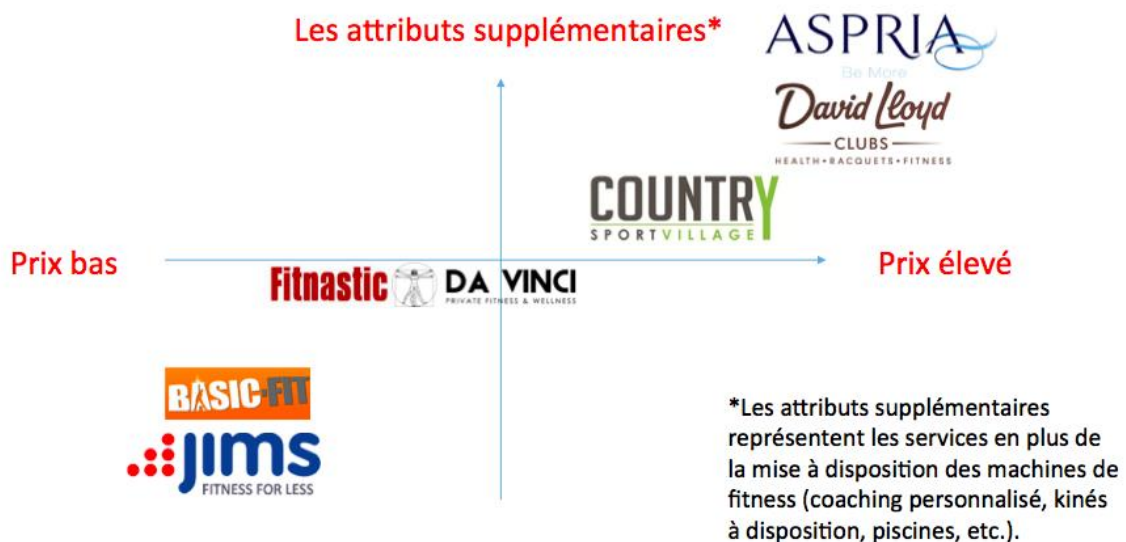 Les attributs supplémentaires*
ASPRIA
Be More
David Lloyd
CLUBS
HEALTH•RACQUETS•FITNESS
COUNTRY
SPORTVILLAGE
Prix bas
Prix élevé
Fitnastic
DA VINCI
PRIVATE FITNESS & WELLNESS
BASIC-FIT
jims
FITNESS FOR LESS
*Les attributs supplémentaires
représentent les services en plus de
la mise à disposition des machines de
fitness (coaching personnalisé, kinés
à disposition, piscines, etc.).